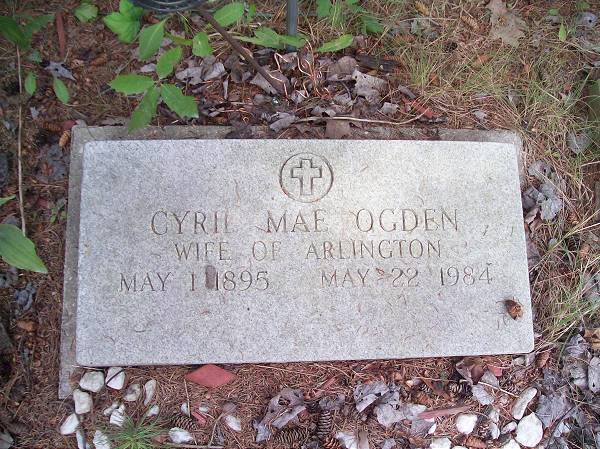 CYRIL MAE OGDEN
WIFE OF ARLINGTON
MAY 1 1895 MAY 22 1984